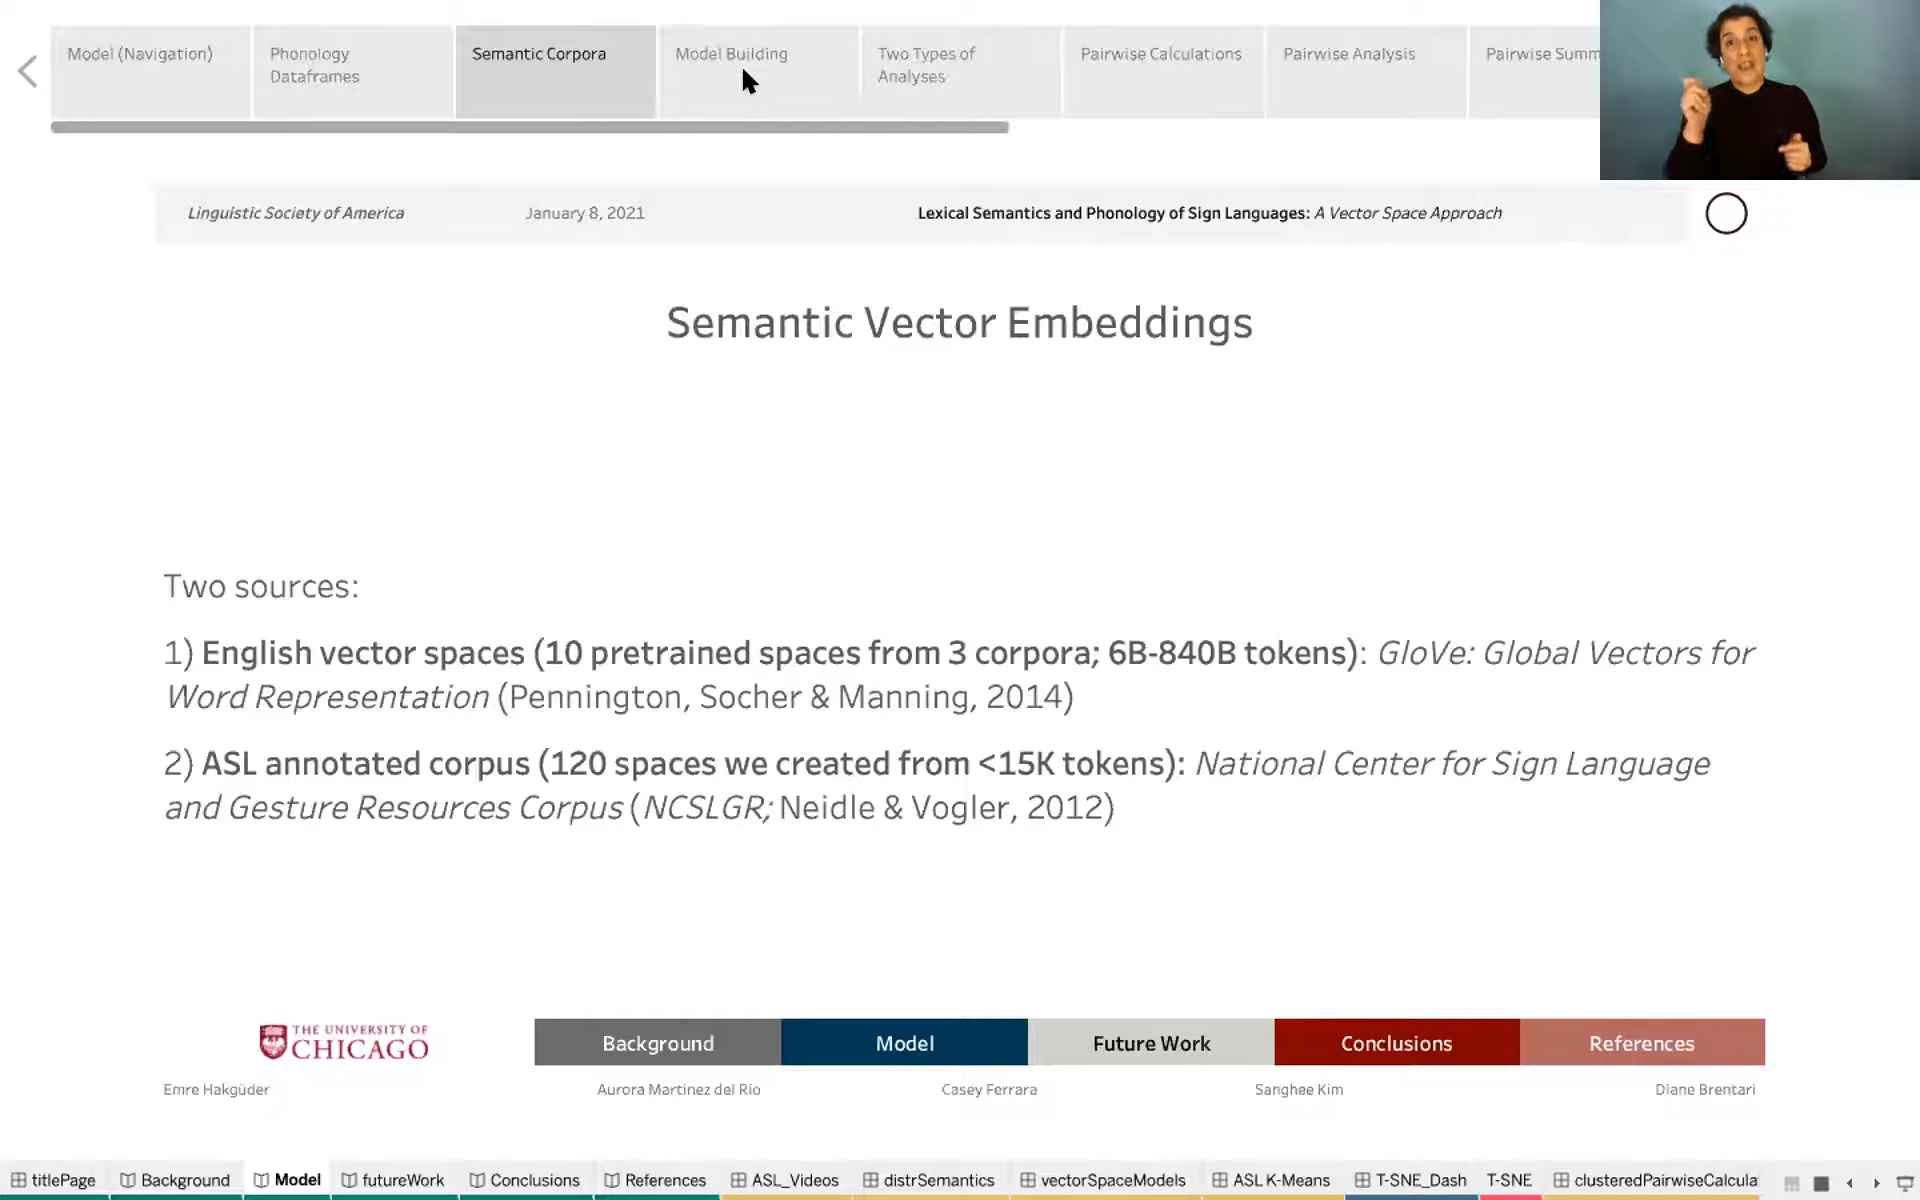 Model (Navigation)
Phonology
Dataframes
Semantic Corpora
Model Building
Two Types of
Analyses
Pairwise Calculations
Pairwise Analysis
Pairwise Summ
Linguistic Society of America
January 8, 2021
Lexical Semantics and Phonology of Sign Languages: A Vector Space Approach
Semantic Vector Embeddings
Two sources:
1) English vector spaces (10 pretrained spaces from 3 corpora; 6B-840B tokens): GloVe: Global Vectors for
Word Representation (Pennington, Socher & Manning, 2014)
2) ASL annotated corpus (120 spaces we created from <15K tokens): National Center for Sign Language
and Gesture Resources Corpus (NCSLGR; Neidle & Vogler, 2012)
THE UNIVERSITY OF
CHICAGO
Background
Model
Future Work
Conclusions
References
Emre Hakgüder
Aurora Martinez del Rio
Casey Ferrara
Sanghee Kim
Diane Brentari
titlePage
Background
Model
futureWork
Conclusions
References
ASL_Videos
distrSemantics
vectorSpaceModels
ASL K-Means
T-SNE_Dash
T-SNE
clusteredPairwiseCalcula